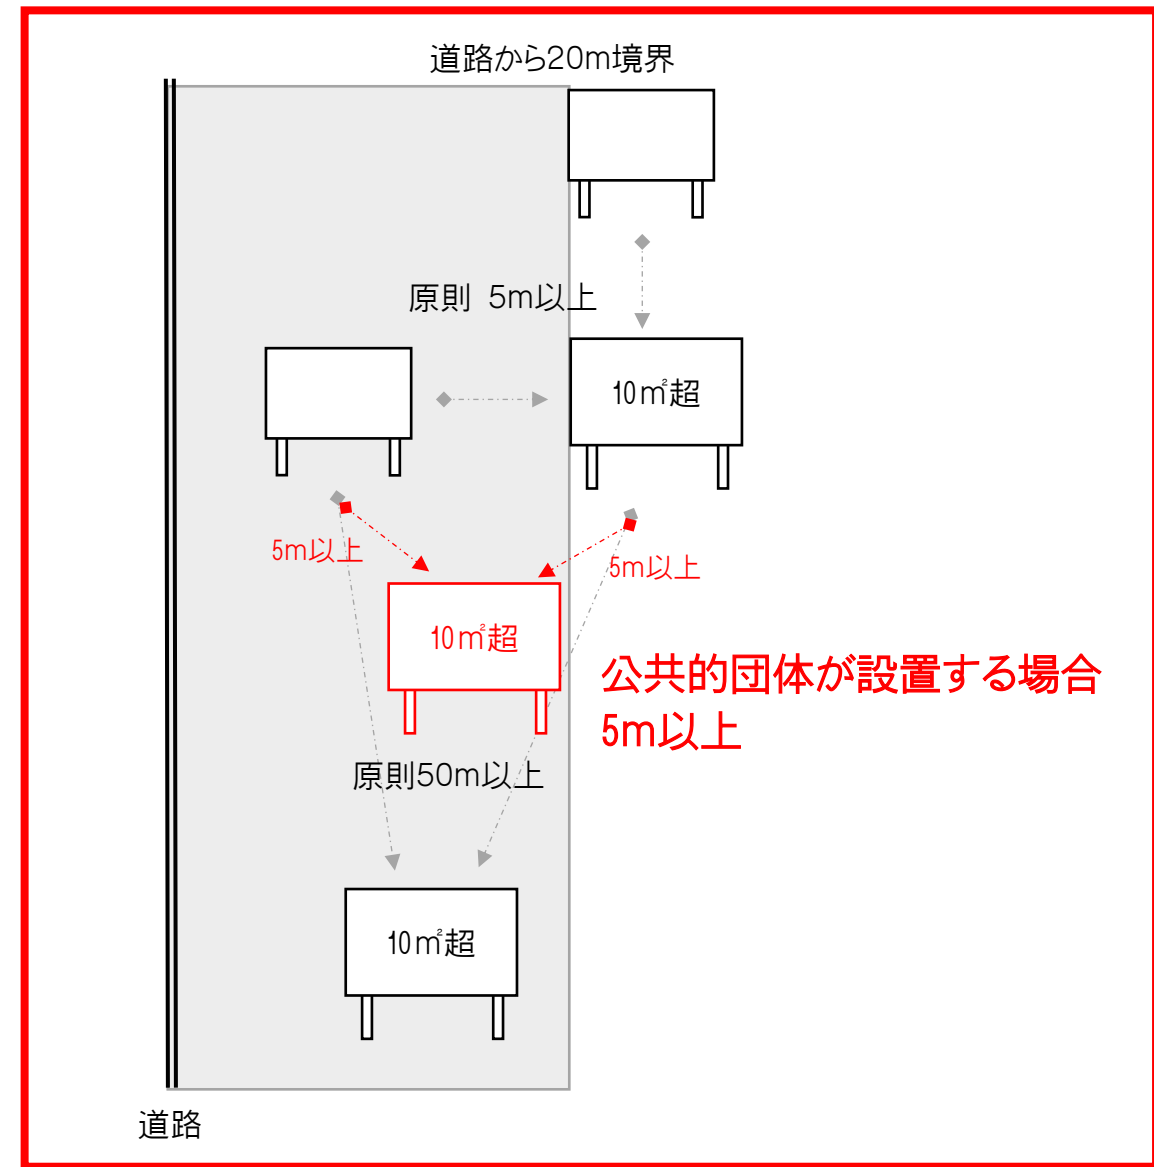 道路から20m境界
原則 5m以上
10㎡超
5m以上
5m以上
10㎡超
公共的団体が設置する場合
5m以上
原則50m以上
10㎡超
道路